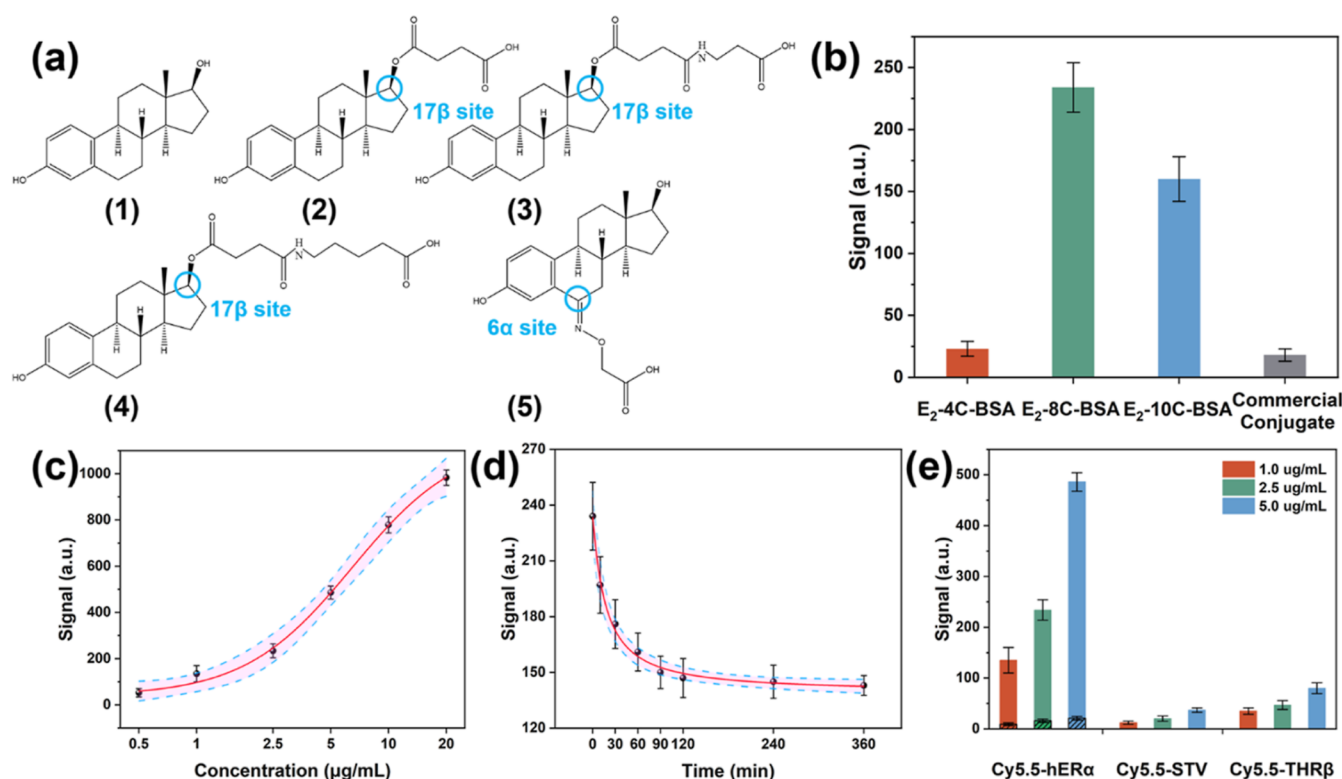 (a)
OH
HO
(1)
O
OH
O
17β site
HO
H
H
H
(2)
O
O
H
N
O
O
OH
17β site
HO
H
H
H
(3)
O
O
H
N
O
O
OH
17β site
HO
H
H
H
(4)
OH
H
H
H
HO
6α site
N
O
OH
O
(5)
(b)
Signal (a.u.)
250
200
150
100
50
0
E₂-4C-BSA E₂-8C-BSA E₂-10C-BSA Commercial
Conjugate
(c)
Signal (a.u.)
1000
800
600
400
200
0
0.5 1 2.5 5 10 20
Concentration (µg/mL)
(d)
Signal (a.u.)
270
240
210
180
150
120
0 30 60 90 120 240 360
Time (min)
(e)
Signal (a.u.)
500
400
300
200
100
50
0
1.0 ug/mL
2.5 ug/mL
5.0 ug/mL
Cy5.5-hERα Cy5.5-STV Cy5.5-THRβ